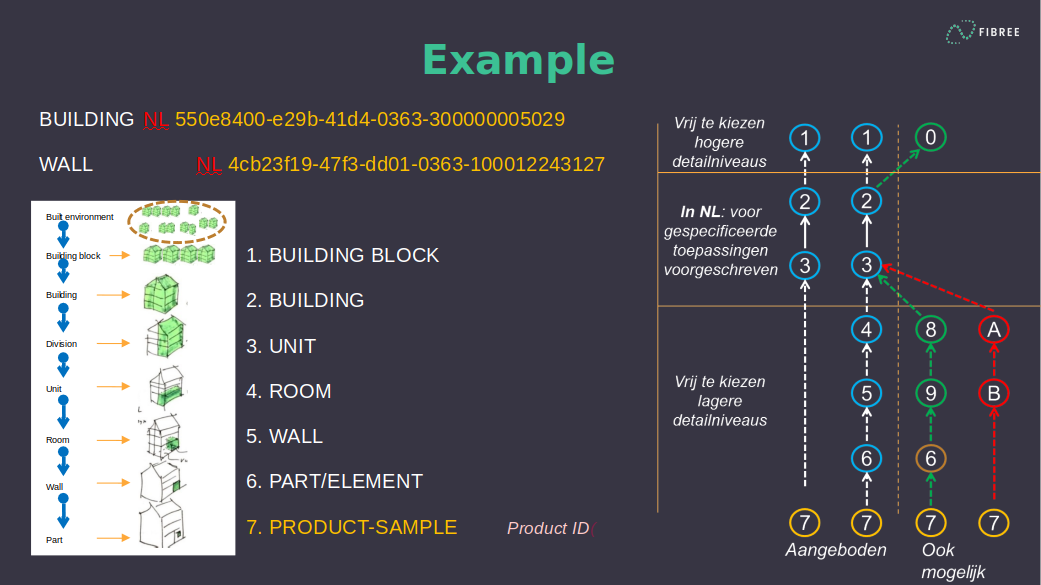 FIBREE
Example
BUILDING NL 550e8400-e29b-41d4-0363-300000005029
WALL NL 4cb23f19-47f3-dd01-0363-100012243127
Built environment
Building block
Building
Division
Unit
Room
Wall
Part
1. BUILDING BLOCK
2. BUILDING
3. UNIT
4. ROOM
5. WALL
6. PART/ELEMENT
7. PRODUCT-SAMPLE Product ID
Vrij te kiezen
hogere
detailniveaus
1 1 0
In NL: voor
gespecificeerde
toepassingen
voorgeschreven
2 2
3 3
Vrij te kiezen
lagere
detailniveaus
4 8 A
5 9 B
6 6
7 7 7 7
Aangeboden
Ook
mogelijk